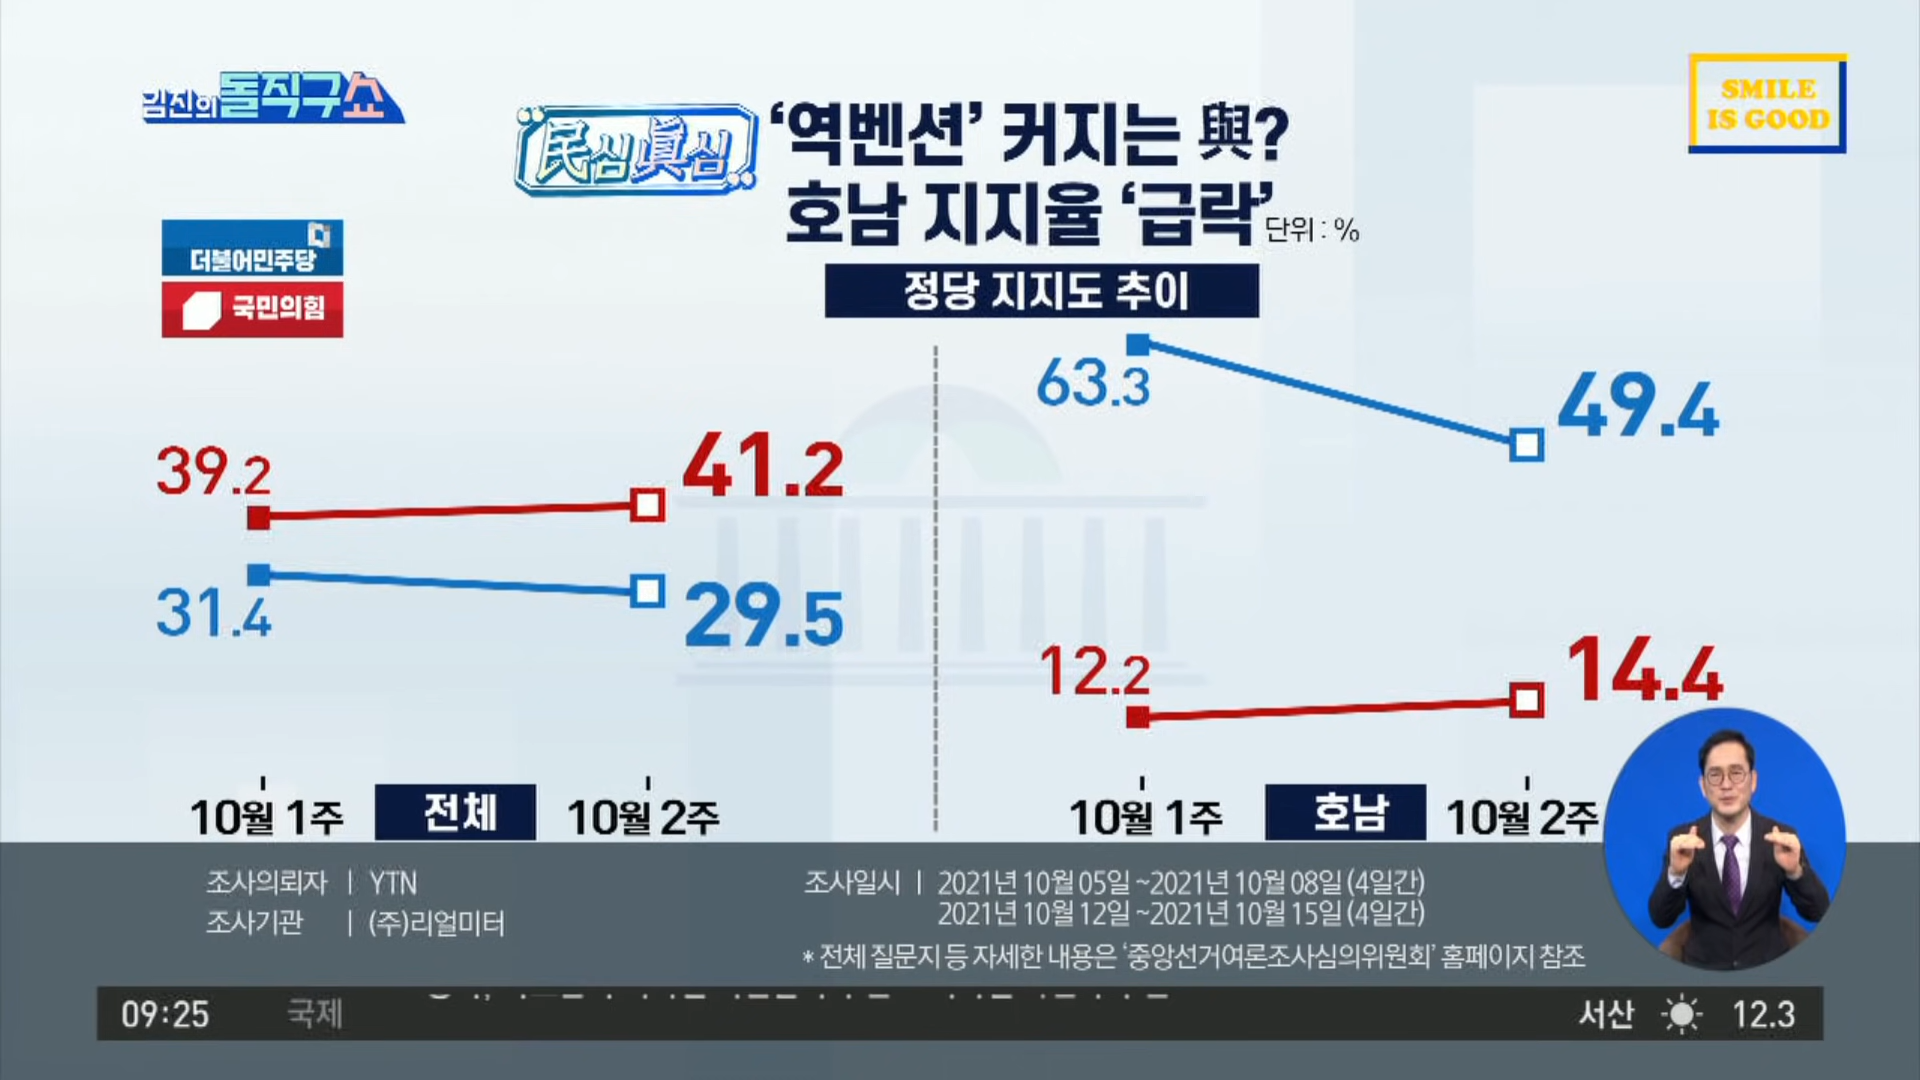 김진의 돌직구쇼
SMILE
IS GOOD
“民심眞심”
‘역벤션’ 커지는 與?
호남 지지율 ‘급락’
단위 : %
더불어민주당
국민의힘
정당 지지도 추이
63.3
49.4
39.2
41.2
31.4
29.5
12.2
14.4
10월 1주
전체
10월 2주
10월 1주
호남
10월 2주
조사의뢰자 | YTN
조사기관 | (주)리얼미터
조사일시 | 2021년 10월 05일 ~2021년 10월 08일 (4일간)
2021년 10월 12일 ~2021년 10월 15일 (4일간)
* 전체 질문지 등 자세한 내용은 ‘중앙선거여론조사심의위원회’ 홈페이지 참조
09:25
국제
서산
12.3